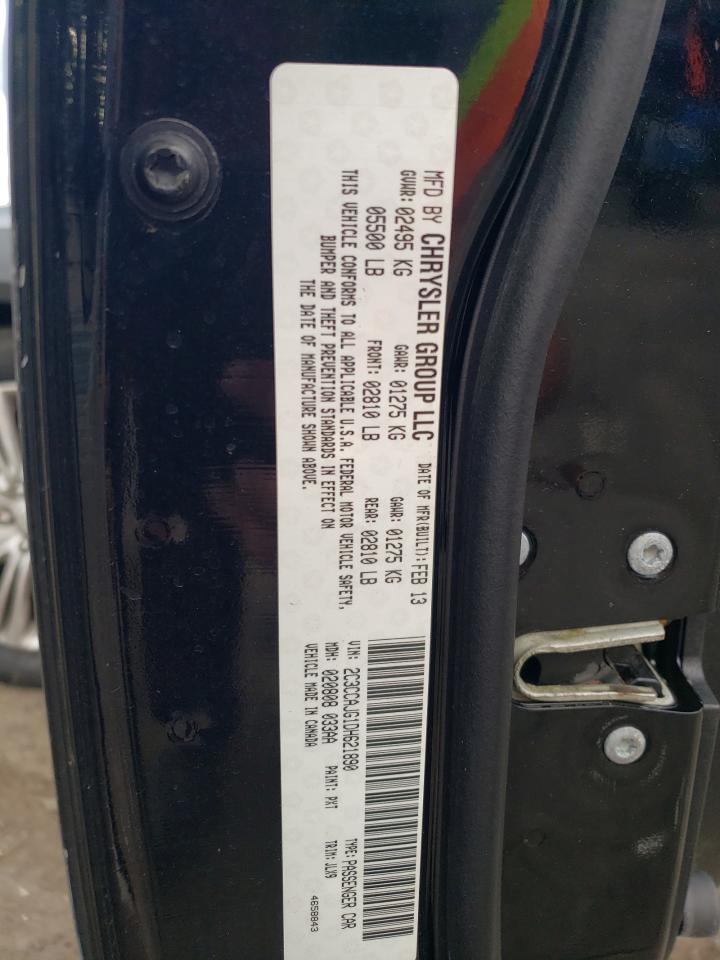 MFD BY CHRYSLER GROUP LLC DATE OF MFR(BUILT): FEB 13
GVWR: 02495 KG GAWR: 01275 KG GAWR: 01275 KG
05500 LB FRONT: 02810 LB REAR: 02810 LB
THIS VEHICLE CONFORMS TO ALL APPLICABLE U.S.A. FEDERAL MOTOR VEHICLE SAFETY,
BUMPER AND THEFT PREVENTION STANDARDS IN EFFECT ON
THE DATE OF MANUFACTURE SHOWN ABOVE.
VIN: 2C3CCAJG1DH621890 TYPE: PASSENGER CAR
MDH: 020808 033AA PAINT: PX7 TRIM: JLX9
VEHICLE MADE IN CANADA 4658843